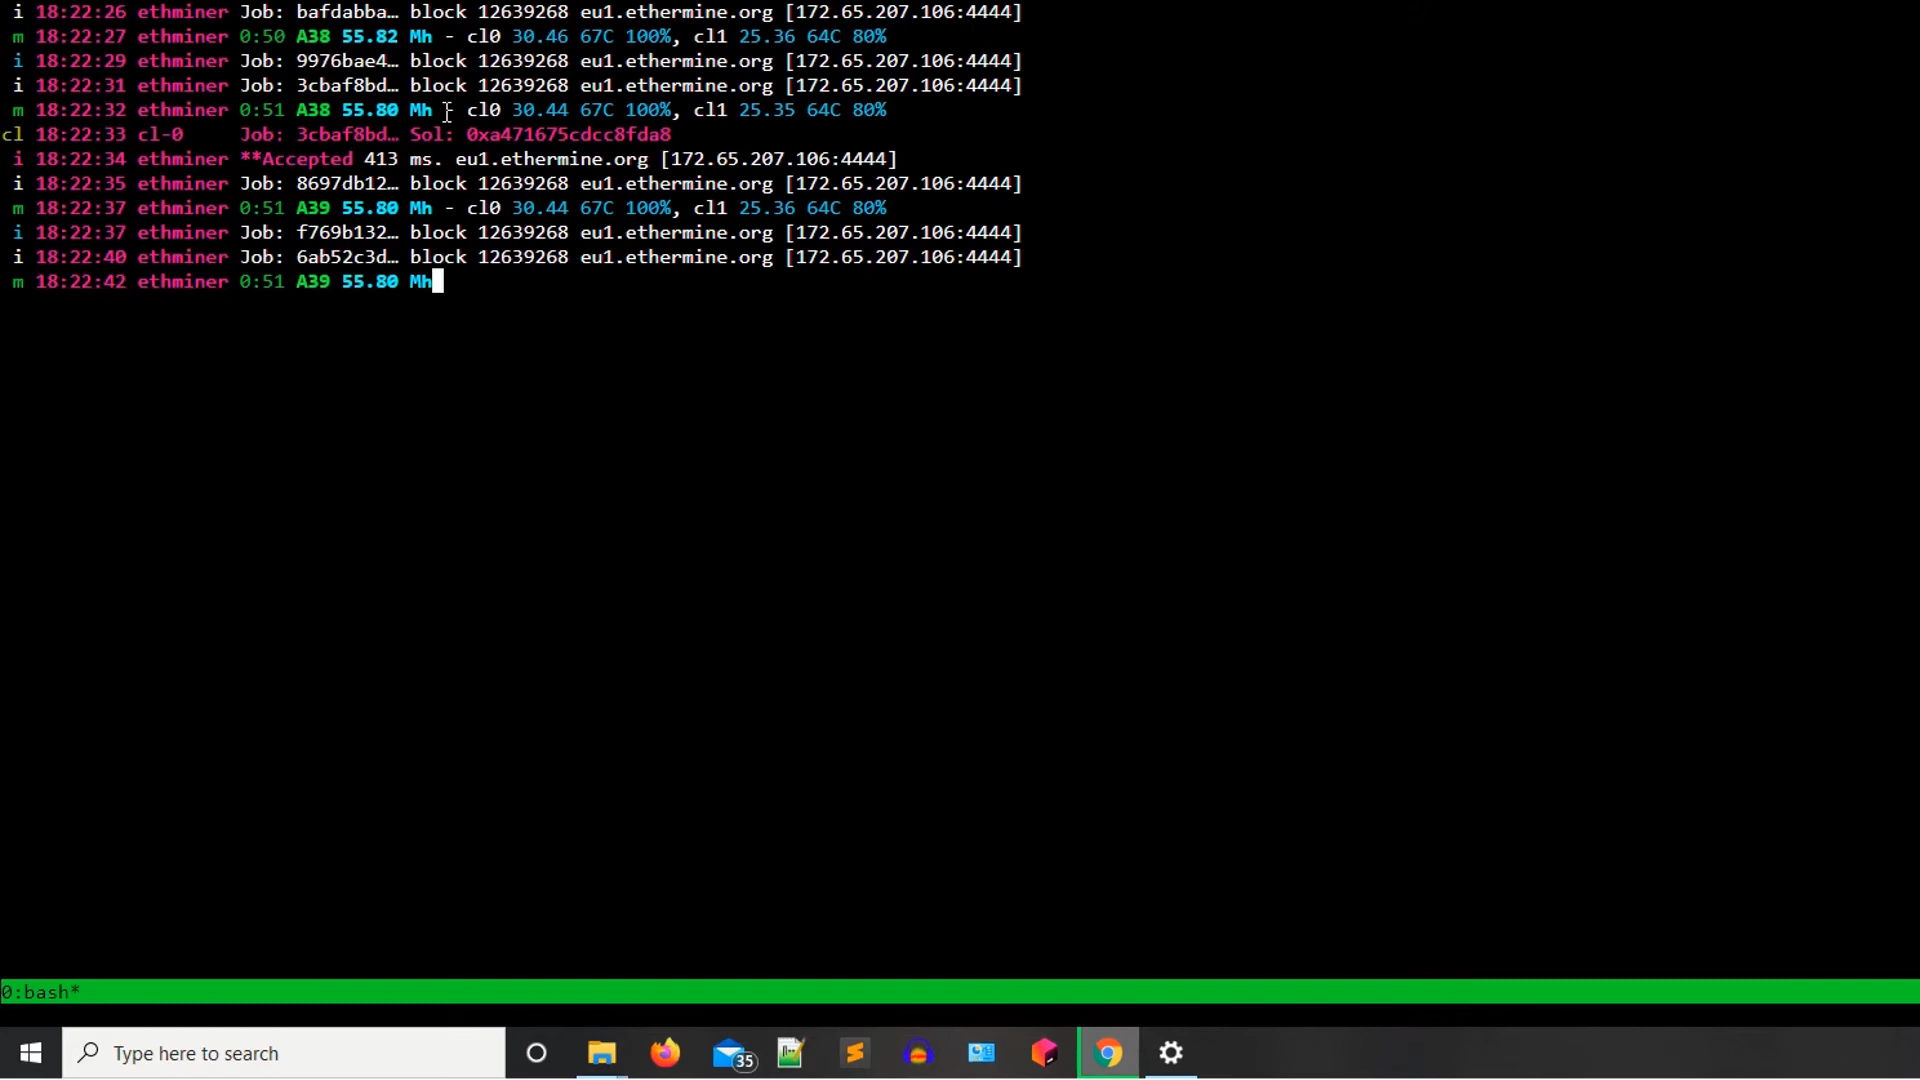 i 18:22:26 ethminer Job: bafdabba… block 12639268 eu1.ethermine.org [172.65.207.106:4444]
m 18:22:27 ethminer 0:50 A38 55.82 Mh - cl0 30.46 67C 100%, cl1 25.36 64C 80%
i 18:22:29 ethminer Job: 9976bae4… block 12639268 eu1.ethermine.org [172.65.207.106:4444]
i 18:22:31 ethminer Job: 3cbaf8bd… block 12639268 eu1.ethermine.org [172.65.207.106:4444]
m 18:22:32 ethminer 0:51 A38 55.80 Mh - cl0 30.44 67C 100%, cl1 25.35 64C 80%
cl 18:22:33 cl-0 Job: 3cbaf8bd… Sol: 0xa471675cdcc8fda8
i 18:22:34 ethminer **Accepted 413 ms. eu1.ethermine.org [172.65.207.106:4444]
i 18:22:35 ethminer Job: 8697db12… block 12639268 eu1.ethermine.org [172.65.207.106:4444]
m 18:22:37 ethminer 0:51 A39 55.80 Mh - cl0 30.44 67C 100%, cl1 25.36 64C 80%
i 18:22:37 ethminer Job: f769b132… block 12639268 eu1.ethermine.org [172.65.207.106:4444]
i 18:22:40 ethminer Job: 6ab52c3d… block 12639268 eu1.ethermine.org [172.65.207.106:4444]
m 18:22:42 ethminer 0:51 A39 55.80 Mh
0:bash*
Type here to search
35